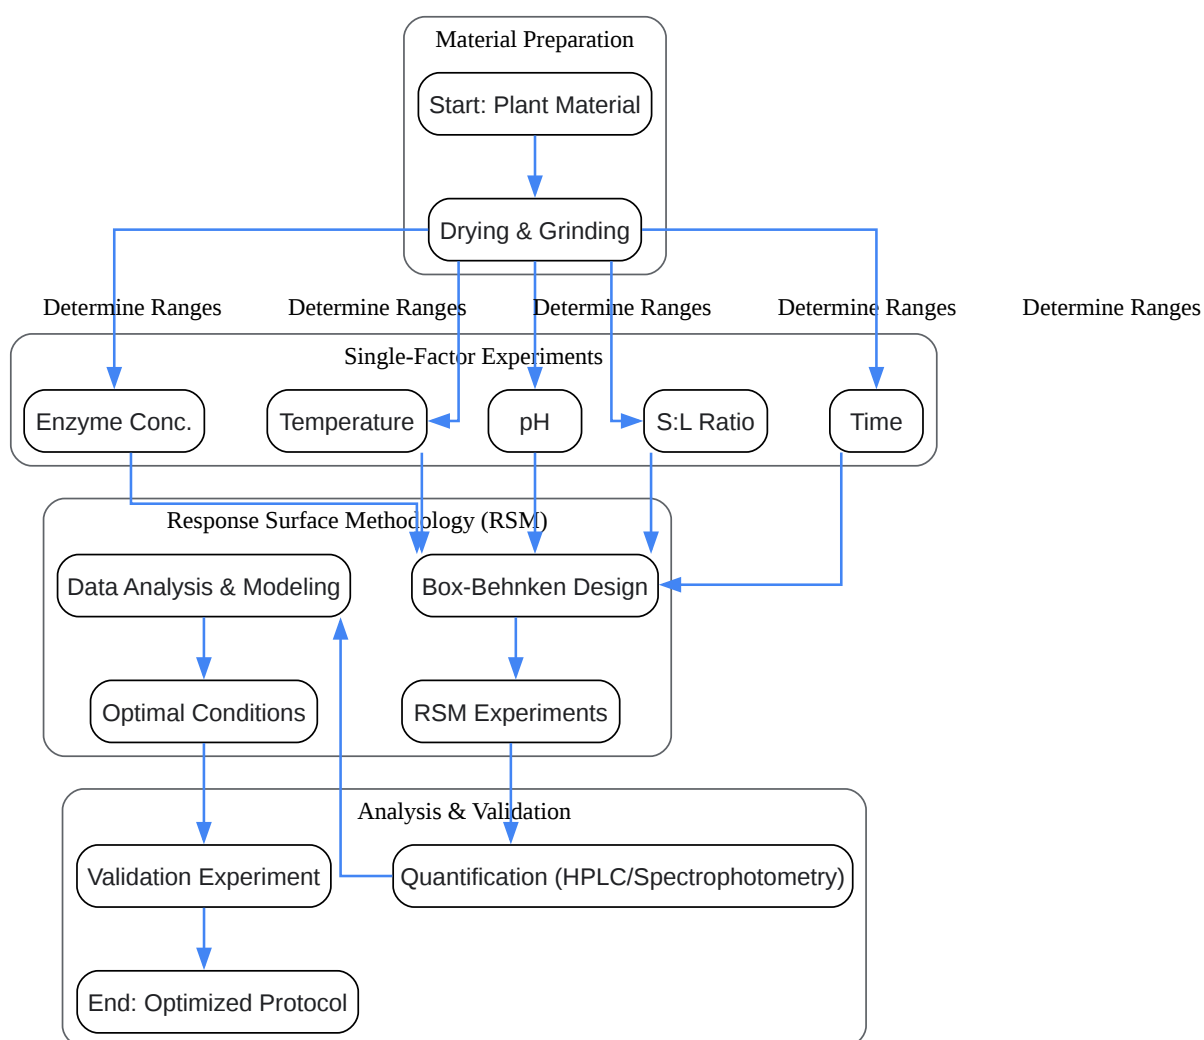 Material Preparation
Start: Plant Material
Drying & Grinding
Determine Ranges
Determine Ranges
Determine Ranges
Determine Ranges
Determine Ranges
Single-Factor Experiments
Enzyme Conc.
Temperature
pH
S:L Ratio
Time
Response Surface Methodology (RSM)
Data Analysis & Modeling
Box-Behnken Design
Optimal Conditions
RSM Experiments
Analysis & Validation
Validation Experiment
Quantification (HPLC/Spectrophotometry)
End: Optimized Protocol